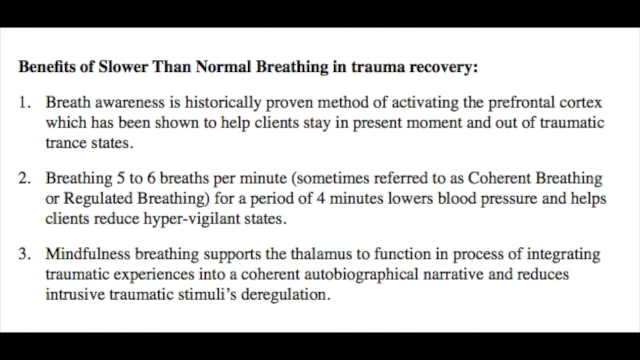 Benefits of Slower Than Normal Breathing in trauma recovery:
1. Breath awareness is historically proven method of activating the prefrontal cortex
which has been shown to help clients stay in present moment and out of traumatic
trance states.
2. Breathing 5 to 6 breaths per minute (sometimes referred to as Coherent Breathing
or Regulated Breathing) for a period of 4 minutes lowers blood pressure and helps
clients reduce hyper-vigilant states.
3. Mindfulness breathing supports the thalamus to function in process of integrating
traumatic experiences into a coherent autobiographical narrative and reduces
intrusive traumatic stimuli's deregulation.